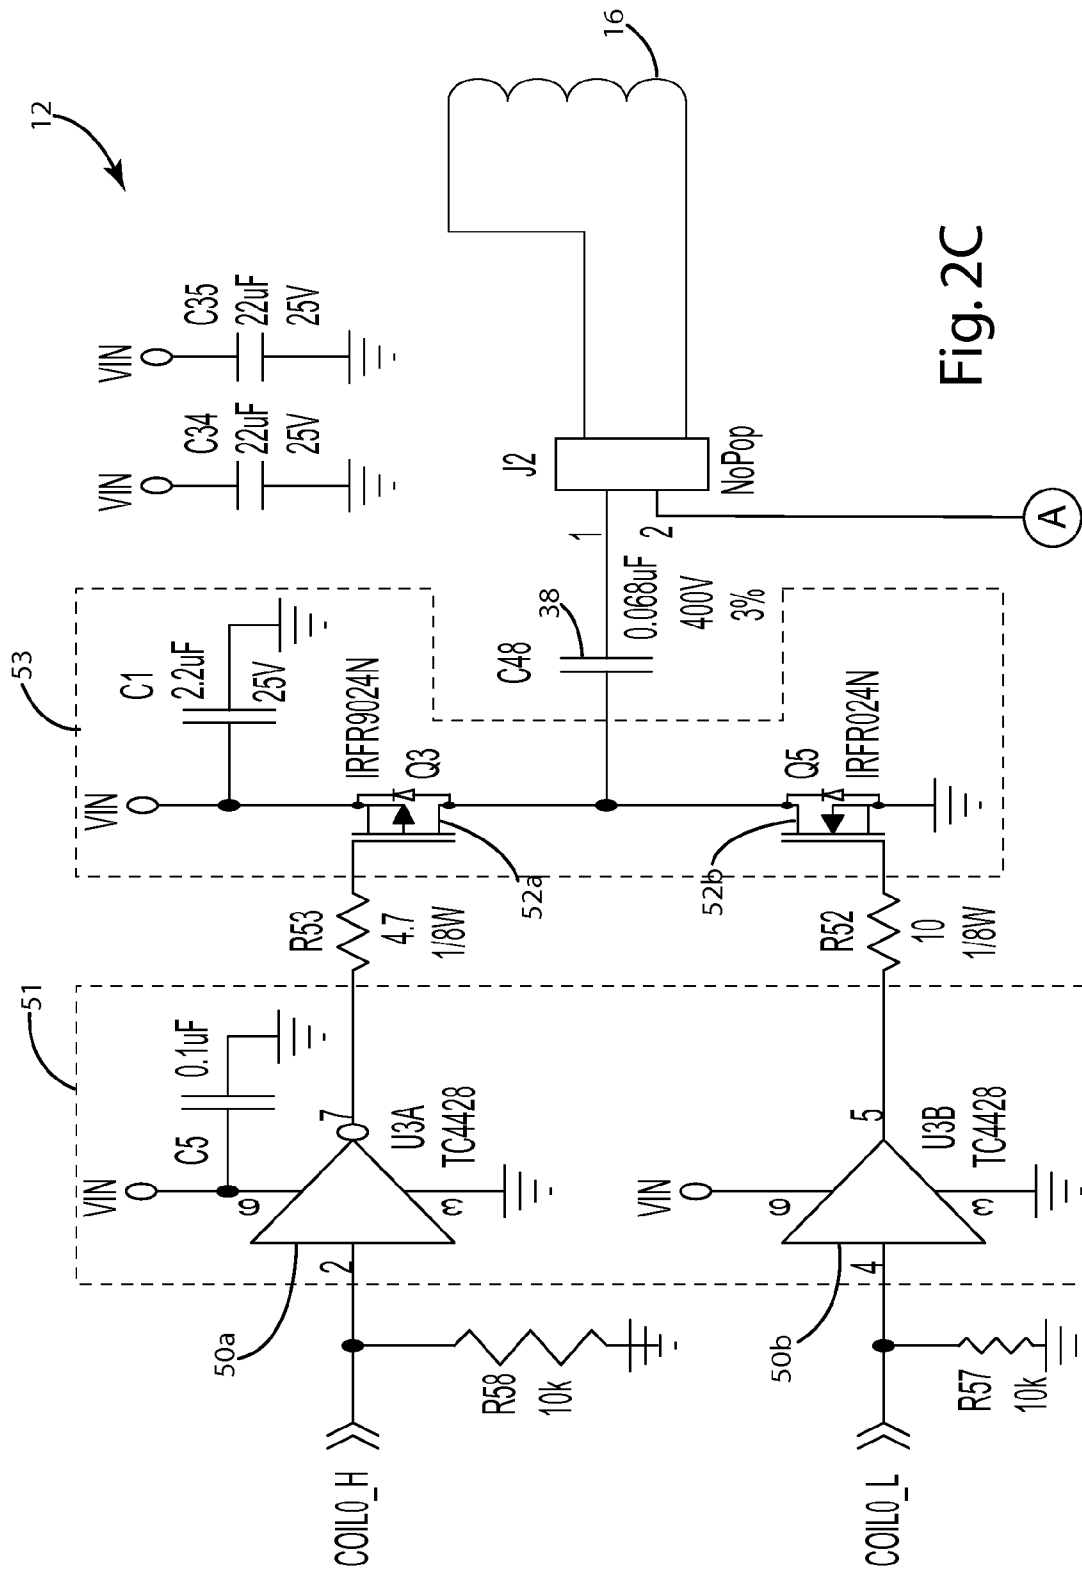 12
VIN
C34
22uF
25V
VIN
C35
22uF
25V
16
53
VIN
C1
2.2uF
25V
IRFR9024N
Q3
52a
C48
38
0.068uF
400V
3%
1
2
J2
NoPop
A
Q5
IRFR024N
52b
R53
4.7
1/8W
R52
10
1/8W
51
VIN
C5
0.1uF
6
7
U3A
TC4428
3
2
50a
VIN
6
5
U3B
TC4428
3
4
50b
R58
10k
R57
10k
COIL0_H
COIL0_L
Fig. 2C